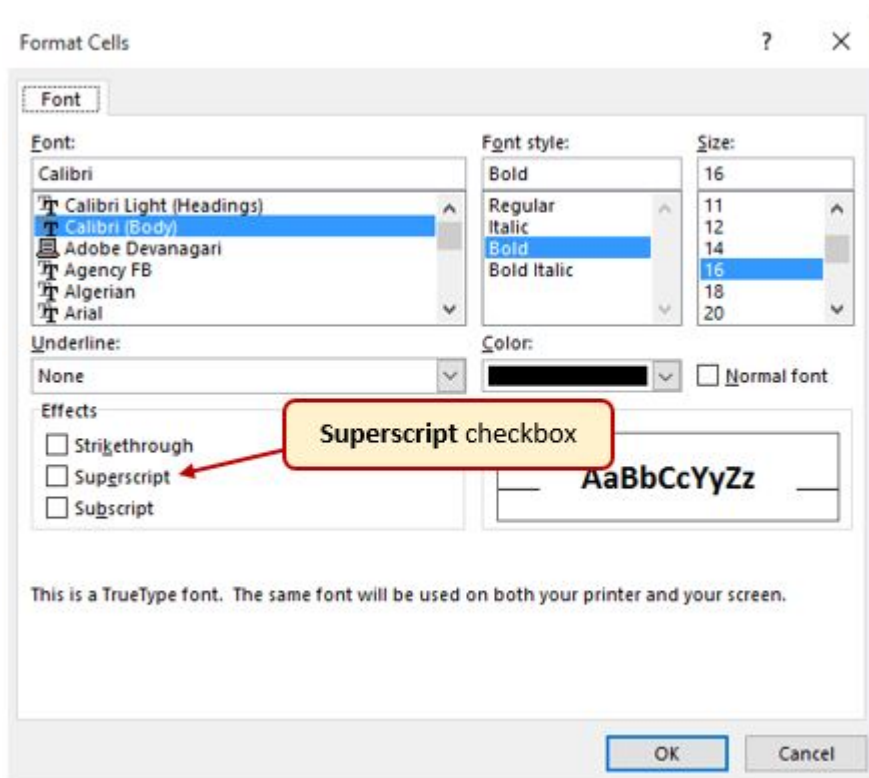 Format Cells ? ×
Font
Font: Font style: Size:
Calibri Bold 16
Calibri Light (Headings) Regular 11
Calibri (Body) Italic 12
Adobe Devanagari Bold 14
Agency FB Bold Italic 16
Algerian 18
Arial 20
Underline: Color:
None Normal font
Effects
Strikethrough
Superscript checkbox
Superscript
Subscript
AaBbCcYyZz
This is a TrueType font. The same font will be used on both your printer and your screen.
OK Cancel